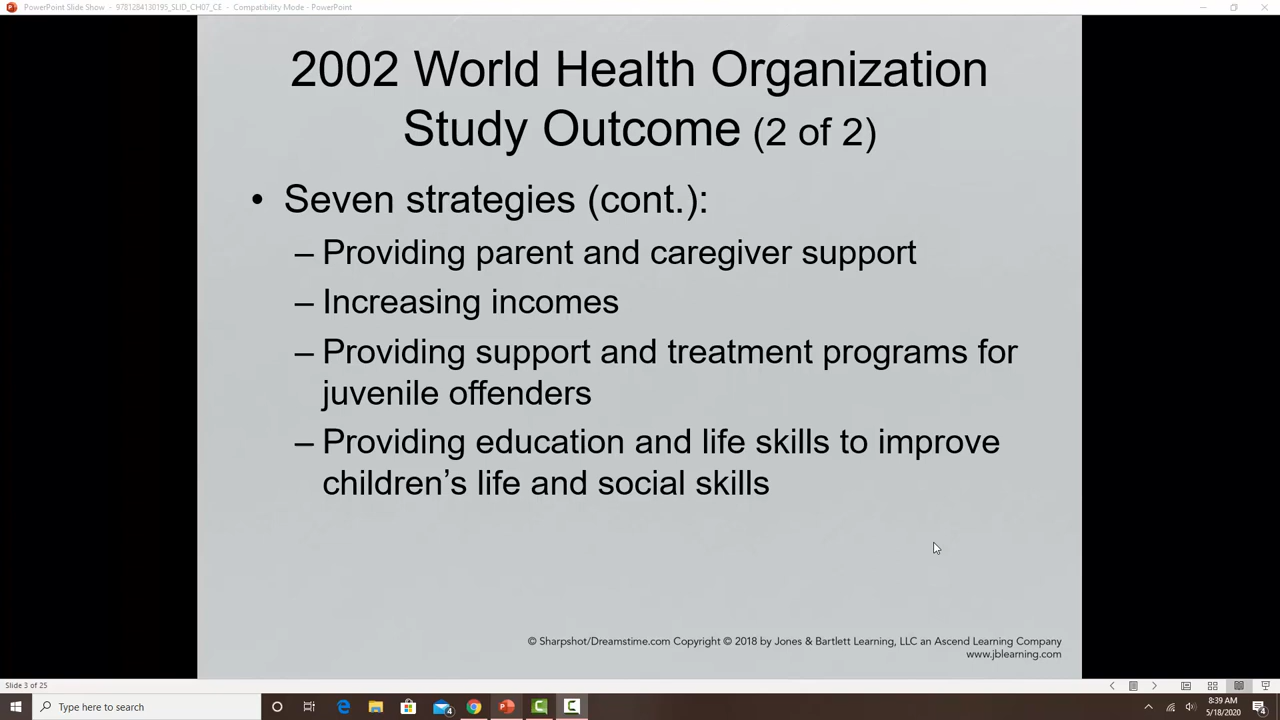 PowerPoint Slide Show - 9781284130195_SLID_CH07_CE - Compatibility Mode - PowerPoint
2002 World Health Organization
Study Outcome (2 of 2)
• Seven strategies (cont.):
– Providing parent and caregiver support
– Increasing incomes
– Providing support and treatment programs for
juvenile offenders
– Providing education and life skills to improve
children’s life and social skills
© Sharpshot/Dreamstime.com Copyright © 2018 by Jones & Bartlett Learning, LLC an Ascend Learning Company
www.jblearning.com
Slide 3 of 25
Type here to search
4
8:39 AM
5/18/2020
4